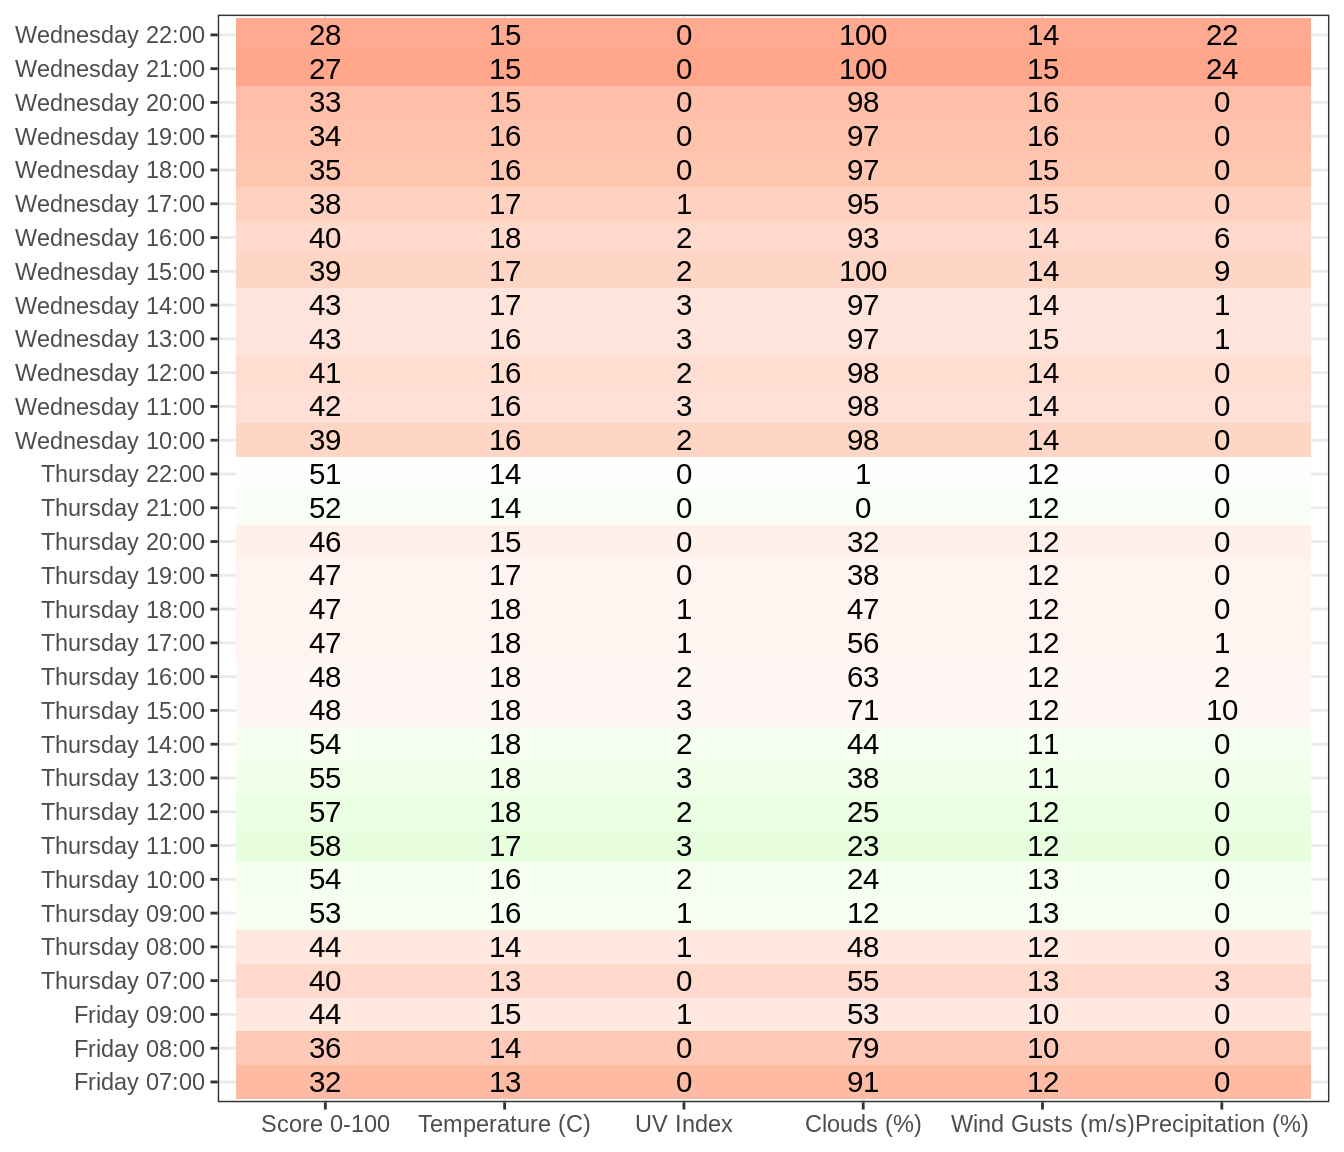 Wednesday 22:00 28 15 0 100 14 22
Wednesday 21:00 27 15 0 100 15 24
Wednesday 20:00 33 15 0 98 16 0
Wednesday 19:00 34 16 0 97 16 0
Wednesday 18:00 35 16 0 97 15 0
Wednesday 17:00 38 17 1 95 15 0
Wednesday 16:00 40 18 2 93 14 6
Wednesday 15:00 39 17 2 100 14 9
Wednesday 14:00 43 17 3 97 14 1
Wednesday 13:00 43 16 3 97 15 1
Wednesday 12:00 41 16 2 98 14 0
Wednesday 11:00 42 16 3 98 14 0
Wednesday 10:00 39 16 2 98 14 0
Thursday 22:00 51 14 0 1 12 0
Thursday 21:00 52 14 0 0 12 0
Thursday 20:00 46 15 0 32 12 0
Thursday 19:00 47 17 0 38 12 0
Thursday 18:00 47 18 1 47 12 0
Thursday 17:00 47 18 1 56 12 1
Thursday 16:00 48 18 2 63 12 2
Thursday 15:00 48 18 3 71 12 10
Thursday 14:00 54 18 2 44 11 0
Thursday 13:00 55 18 3 38 11 0
Thursday 12:00 57 18 2 25 12 0
Thursday 11:00 58 17 3 23 12 0
Thursday 10:00 54 16 2 24 13 0
Thursday 09:00 53 16 1 12 13 0
Thursday 08:00 44 14 1 48 12 0
Thursday 07:00 40 13 0 55 13 3
Friday 09:00 44 15 1 53 10 0
Friday 08:00 36 14 0 79 10 0
Friday 07:00 32 13 0 91 12 0
Score 0-100 Temperature (C) UV Index Clouds (%) Wind Gusts (m/s) Precipitation (%)